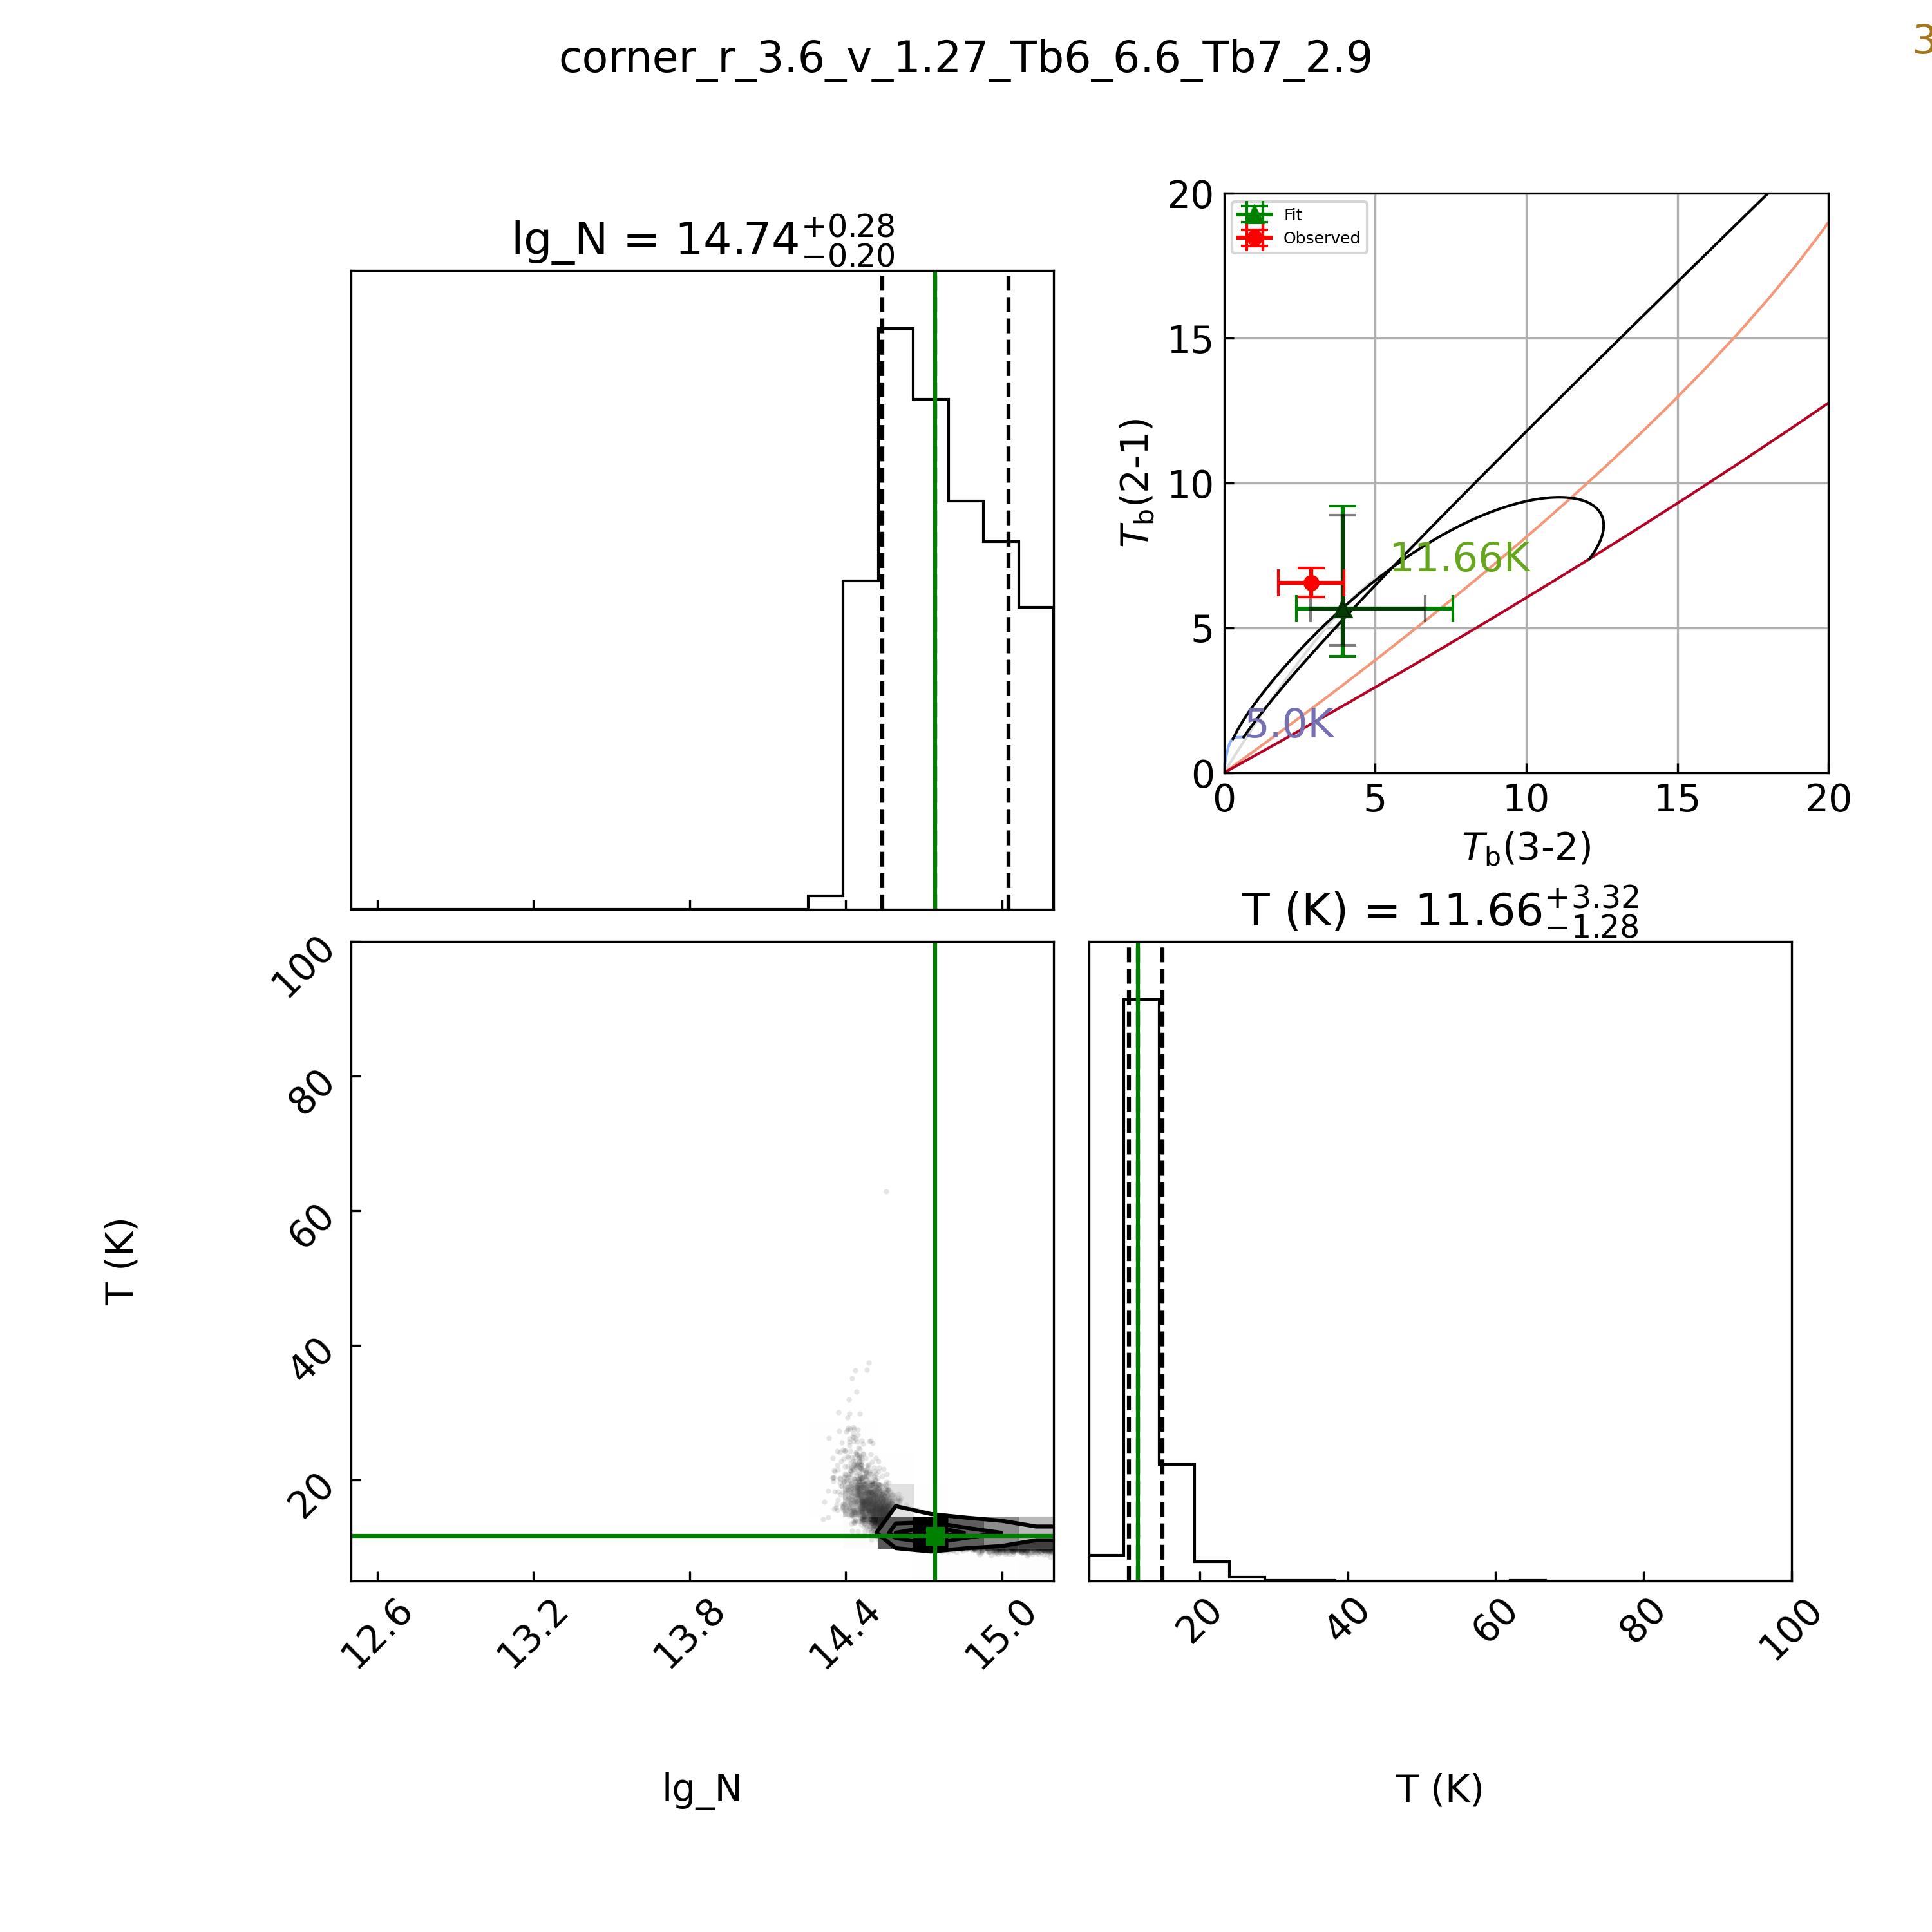 corner_r_3.6_v_1.27_Tb6_6.6_Tb7_2.9
3
lg_N = 14.74 +0.28 −0.20
20
15
10
5
0
T_b(2-1)
Fit
Observed
11.66K
5.0K
0 5 10 15 20
T_b(3-2)
T (K) = 11.66 +3.32 −1.28
100
80
60
40
20
T (K)
12.6 13.2 13.8 14.4 15.0
lg_N
20 40 60 80 100
T (K)